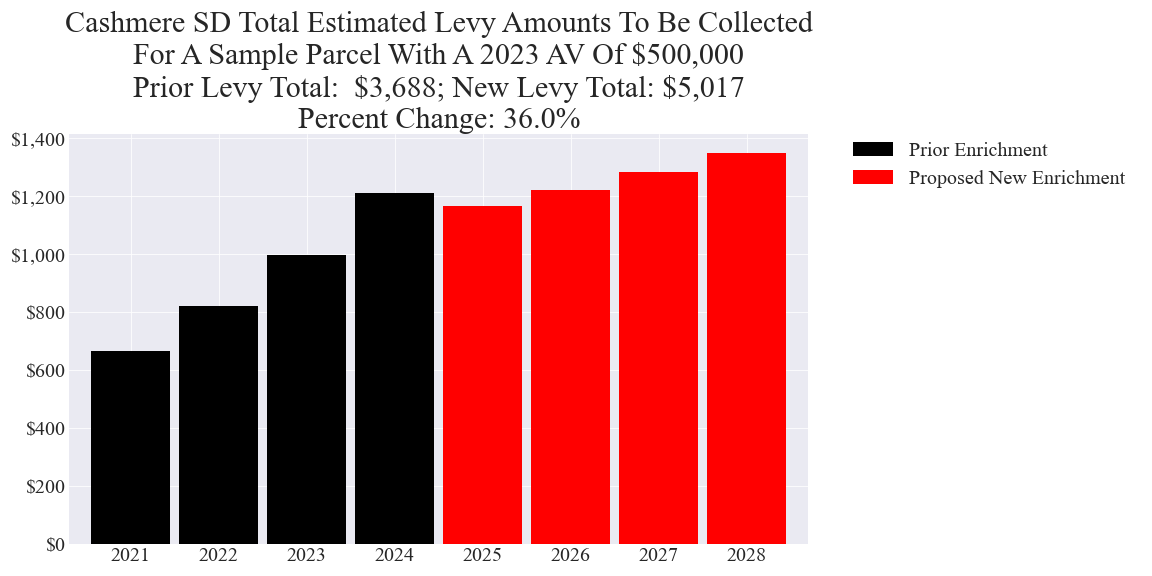 Cashmere SD Total Estimated Levy Amounts To Be Collected
For A Sample Parcel With A 2023 AV Of $500,000
Prior Levy Total:  $3,688; New Levy Total: $5,017
Percent Change: 36.0%
$1,400
$1,200
$1,000
$800
$600
$400
$200
$0
2021 2022 2023 2024 2025 2026 2027 2028
Prior Enrichment
Proposed New Enrichment